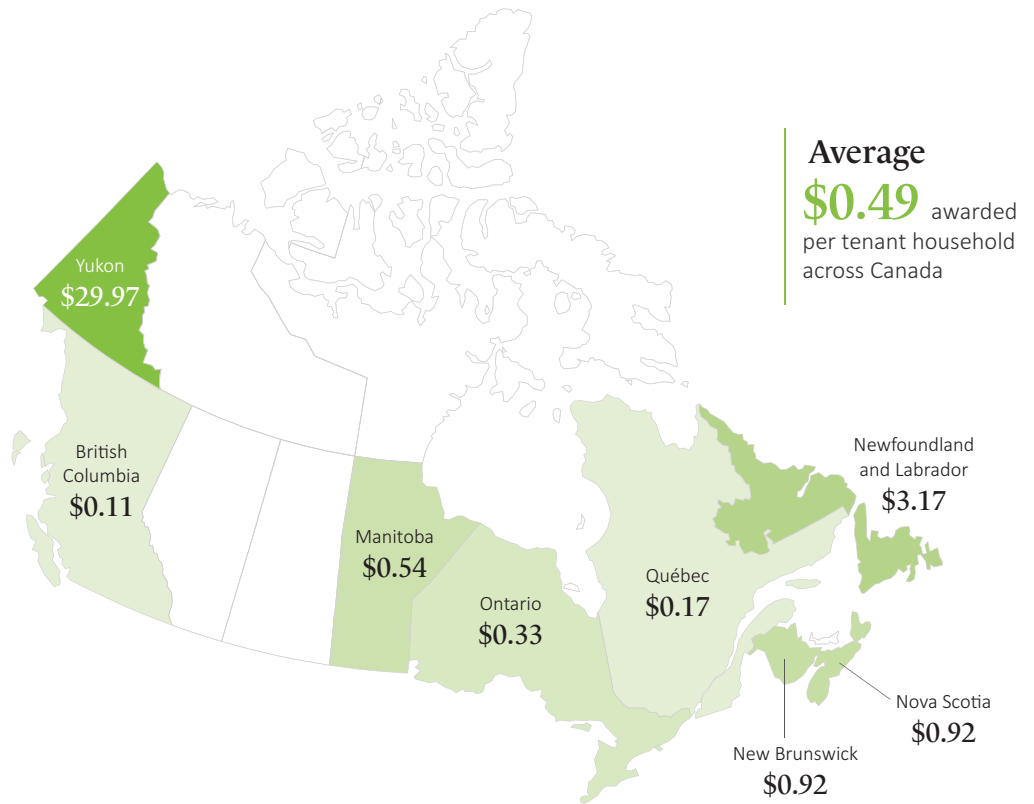 Average
$0.49 awarded
per tenant household
across Canada
Yukon
$29.97
British
Columbia
$0.11
Manitoba
$0.54
Ontario
$0.33
Québec
$0.17
Newfoundland
and Labrador
$3.17
Nova Scotia
$0.92
New Brunswick
$0.92